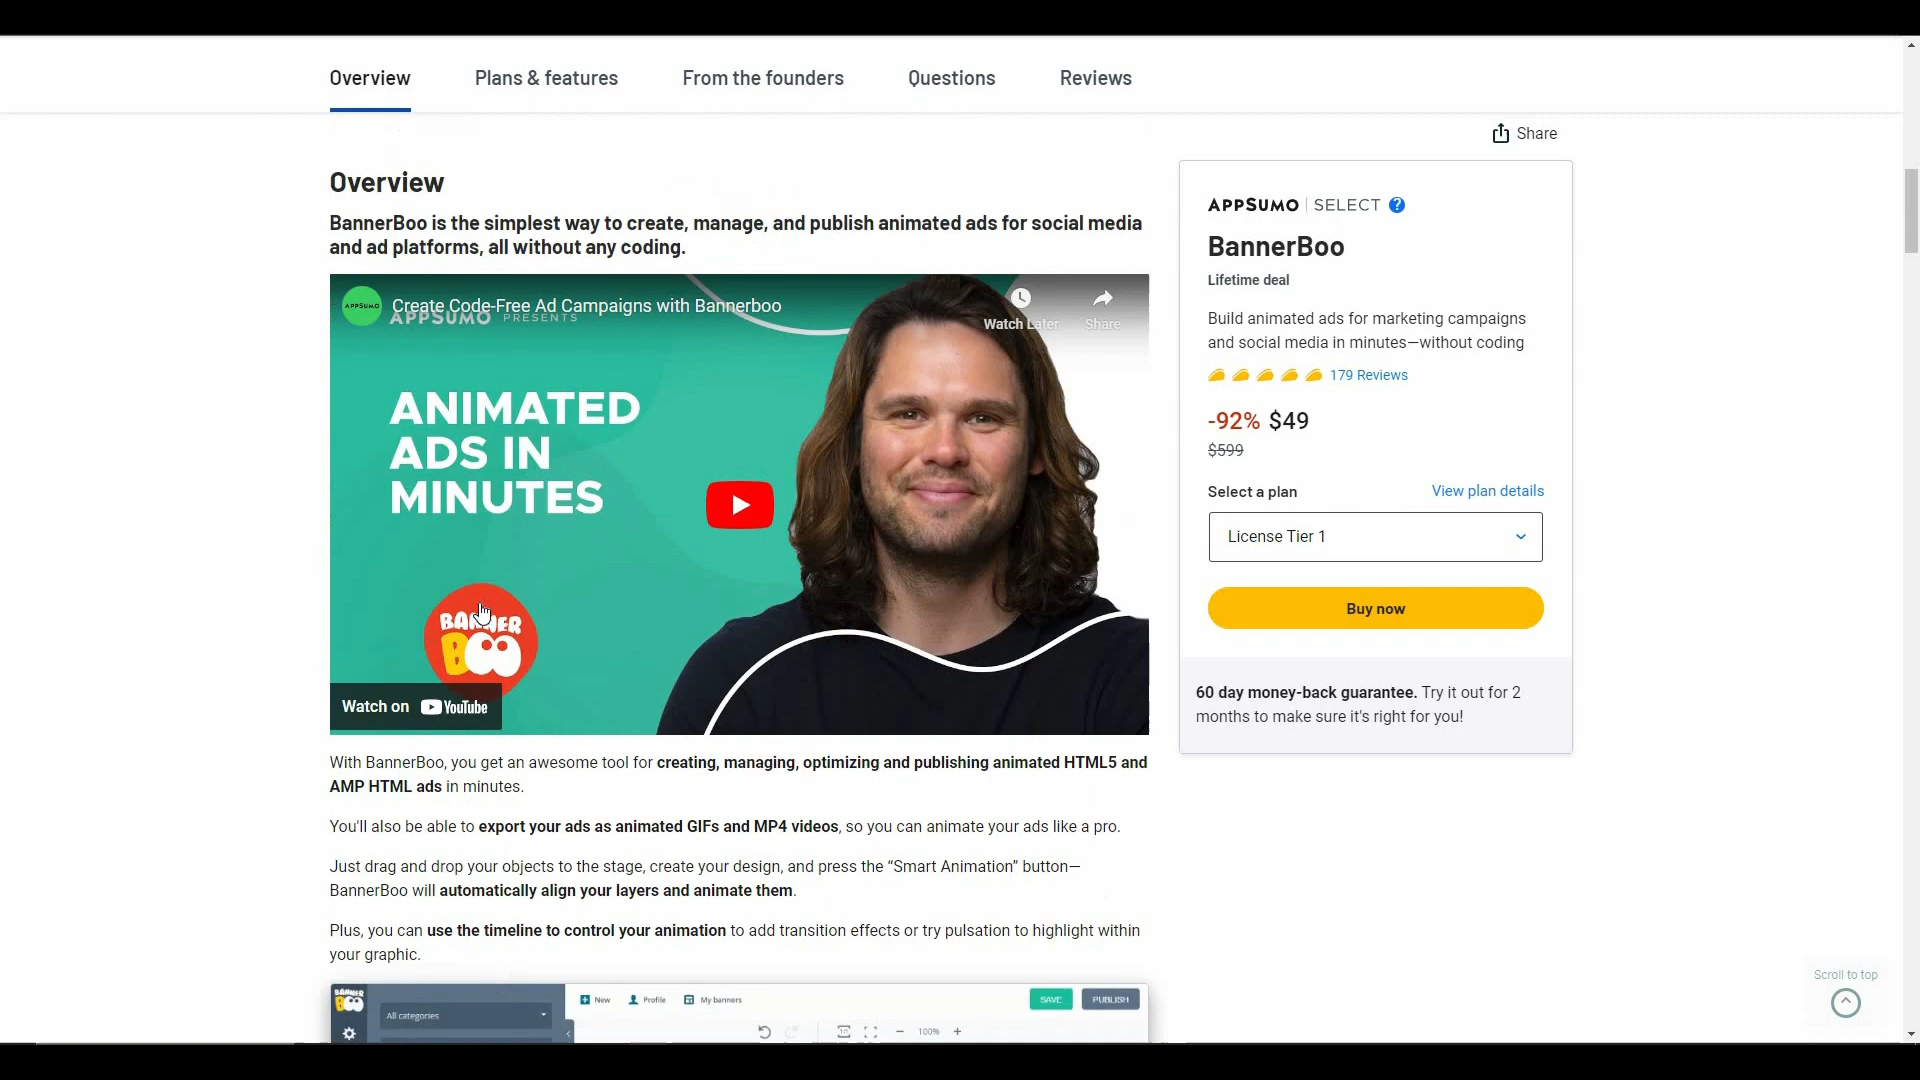 Overview
Plans & features
From the founders
Questions
Reviews
Share
Overview
BannerBoo is the simplest way to create, manage, and publish animated ads for social media
and ad platforms, all without any coding.
APPSUMO
Create Code-Free Ad Campaigns with Bannerboo
APPSUMO PRESENTS
Watch Later
Share
ANIMATED
ADS IN
MINUTES
BANNER
BOO
Watch on YouTube
With BannerBoo, you get an awesome tool for creating, managing, optimizing and publishing animated HTML5 and
AMP HTML ads in minutes.
You'll also be able to export your ads as animated GIFs and MP4 videos, so you can animate your ads like a pro.
Just drag and drop your objects to the stage, create your design, and press the “Smart Animation” button—
BannerBoo will automatically align your layers and animate them.
Plus, you can use the timeline to control your animation to add transition effects or try pulsation to highlight within
your graphic.
BANNER
BOO
All categories
New
Profile
My banners
SAVE
PUBLISH
100%
APPSUMO | SELECT ?
BannerBoo
Lifetime deal
Build animated ads for marketing campaigns
and social media in minutes—without coding
179 Reviews
-92% $49
$599
Select a plan
View plan details
License Tier 1
Buy now
60 day money-back guarantee. Try it out for 2
months to make sure it's right for you!
Scroll to top